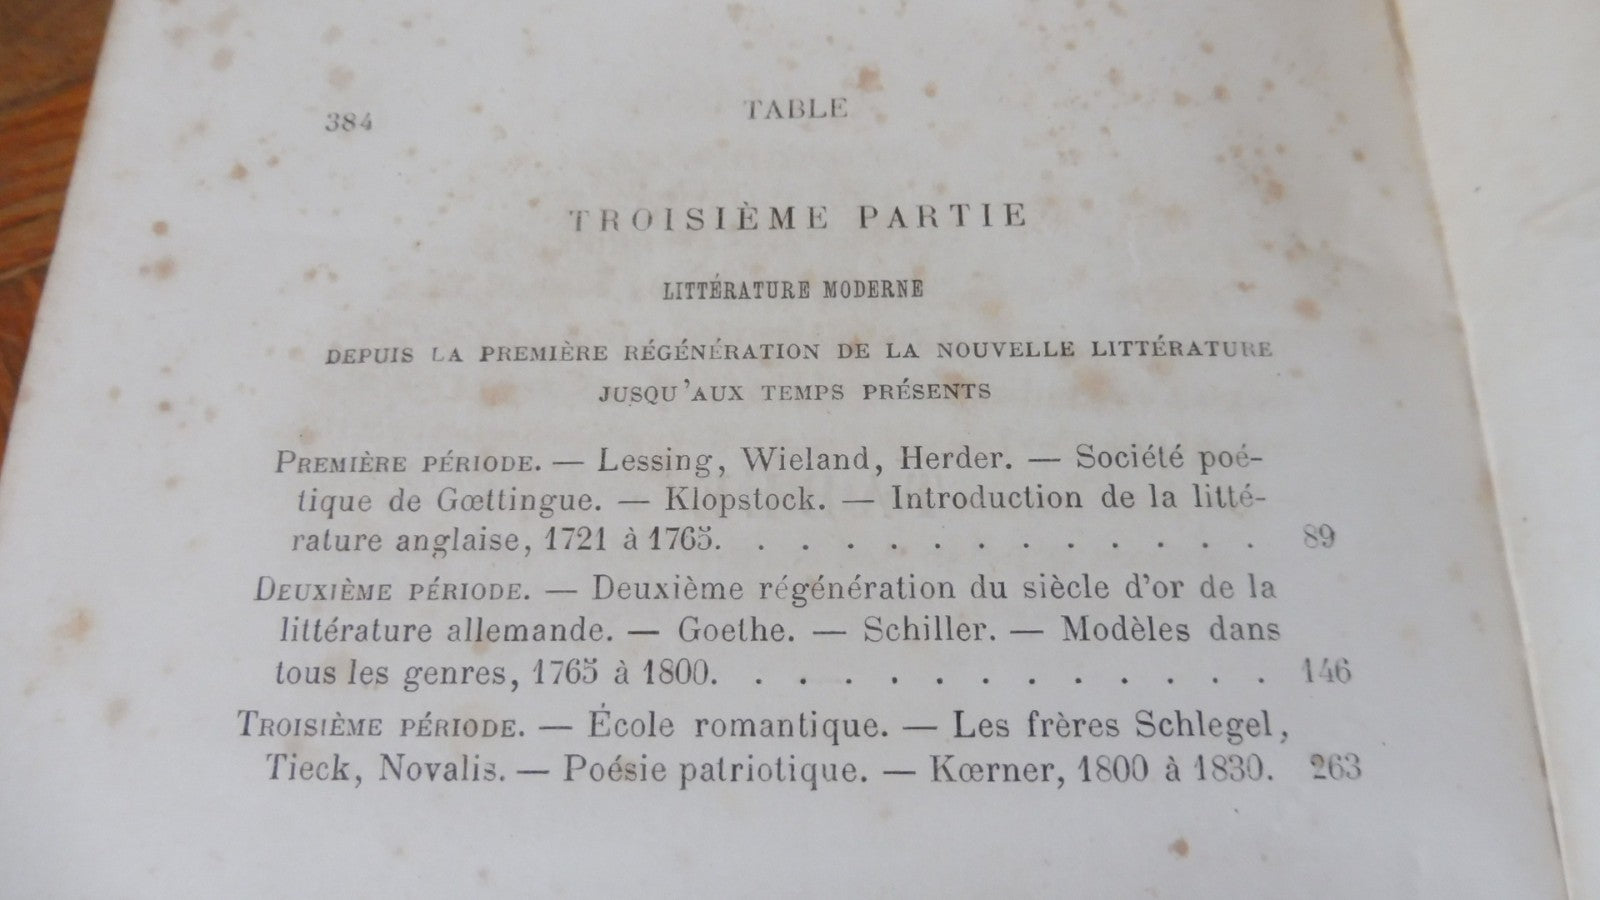 384
TABLE
TROISIÈME PARTIE
LITTÉRATURE MODERNE
DEPUIS LA PREMIÈRE RÉGÉNÉRATION DE LA NOUVELLE LITTÉRATURE
JUSQU'AUX TEMPS PRÉSENTS
PREMIÈRE PÉRIODE. — Lessing, Wieland, Herder. — Société poé-
tique de Gœttingue. — Klopstock. — Introduction de la litté-
rature anglaise, 1721 à 1765. . . . . . . . . . . . . 89
DEUXIÈME PÉRIODE. — Deuxième régénération du siècle d'or de la
littérature allemande. — Goethe. — Schiller. — Modèles dans
tous les genres, 1765 à 1800. . . . . . . . . . . . . 146
TROISIÈME PÉRIODE. — École romantique. — Les frères Schlegel,
Tieck, Novalis. — Poésie patriotique. — Kœrner, 1800 à 1830. 263